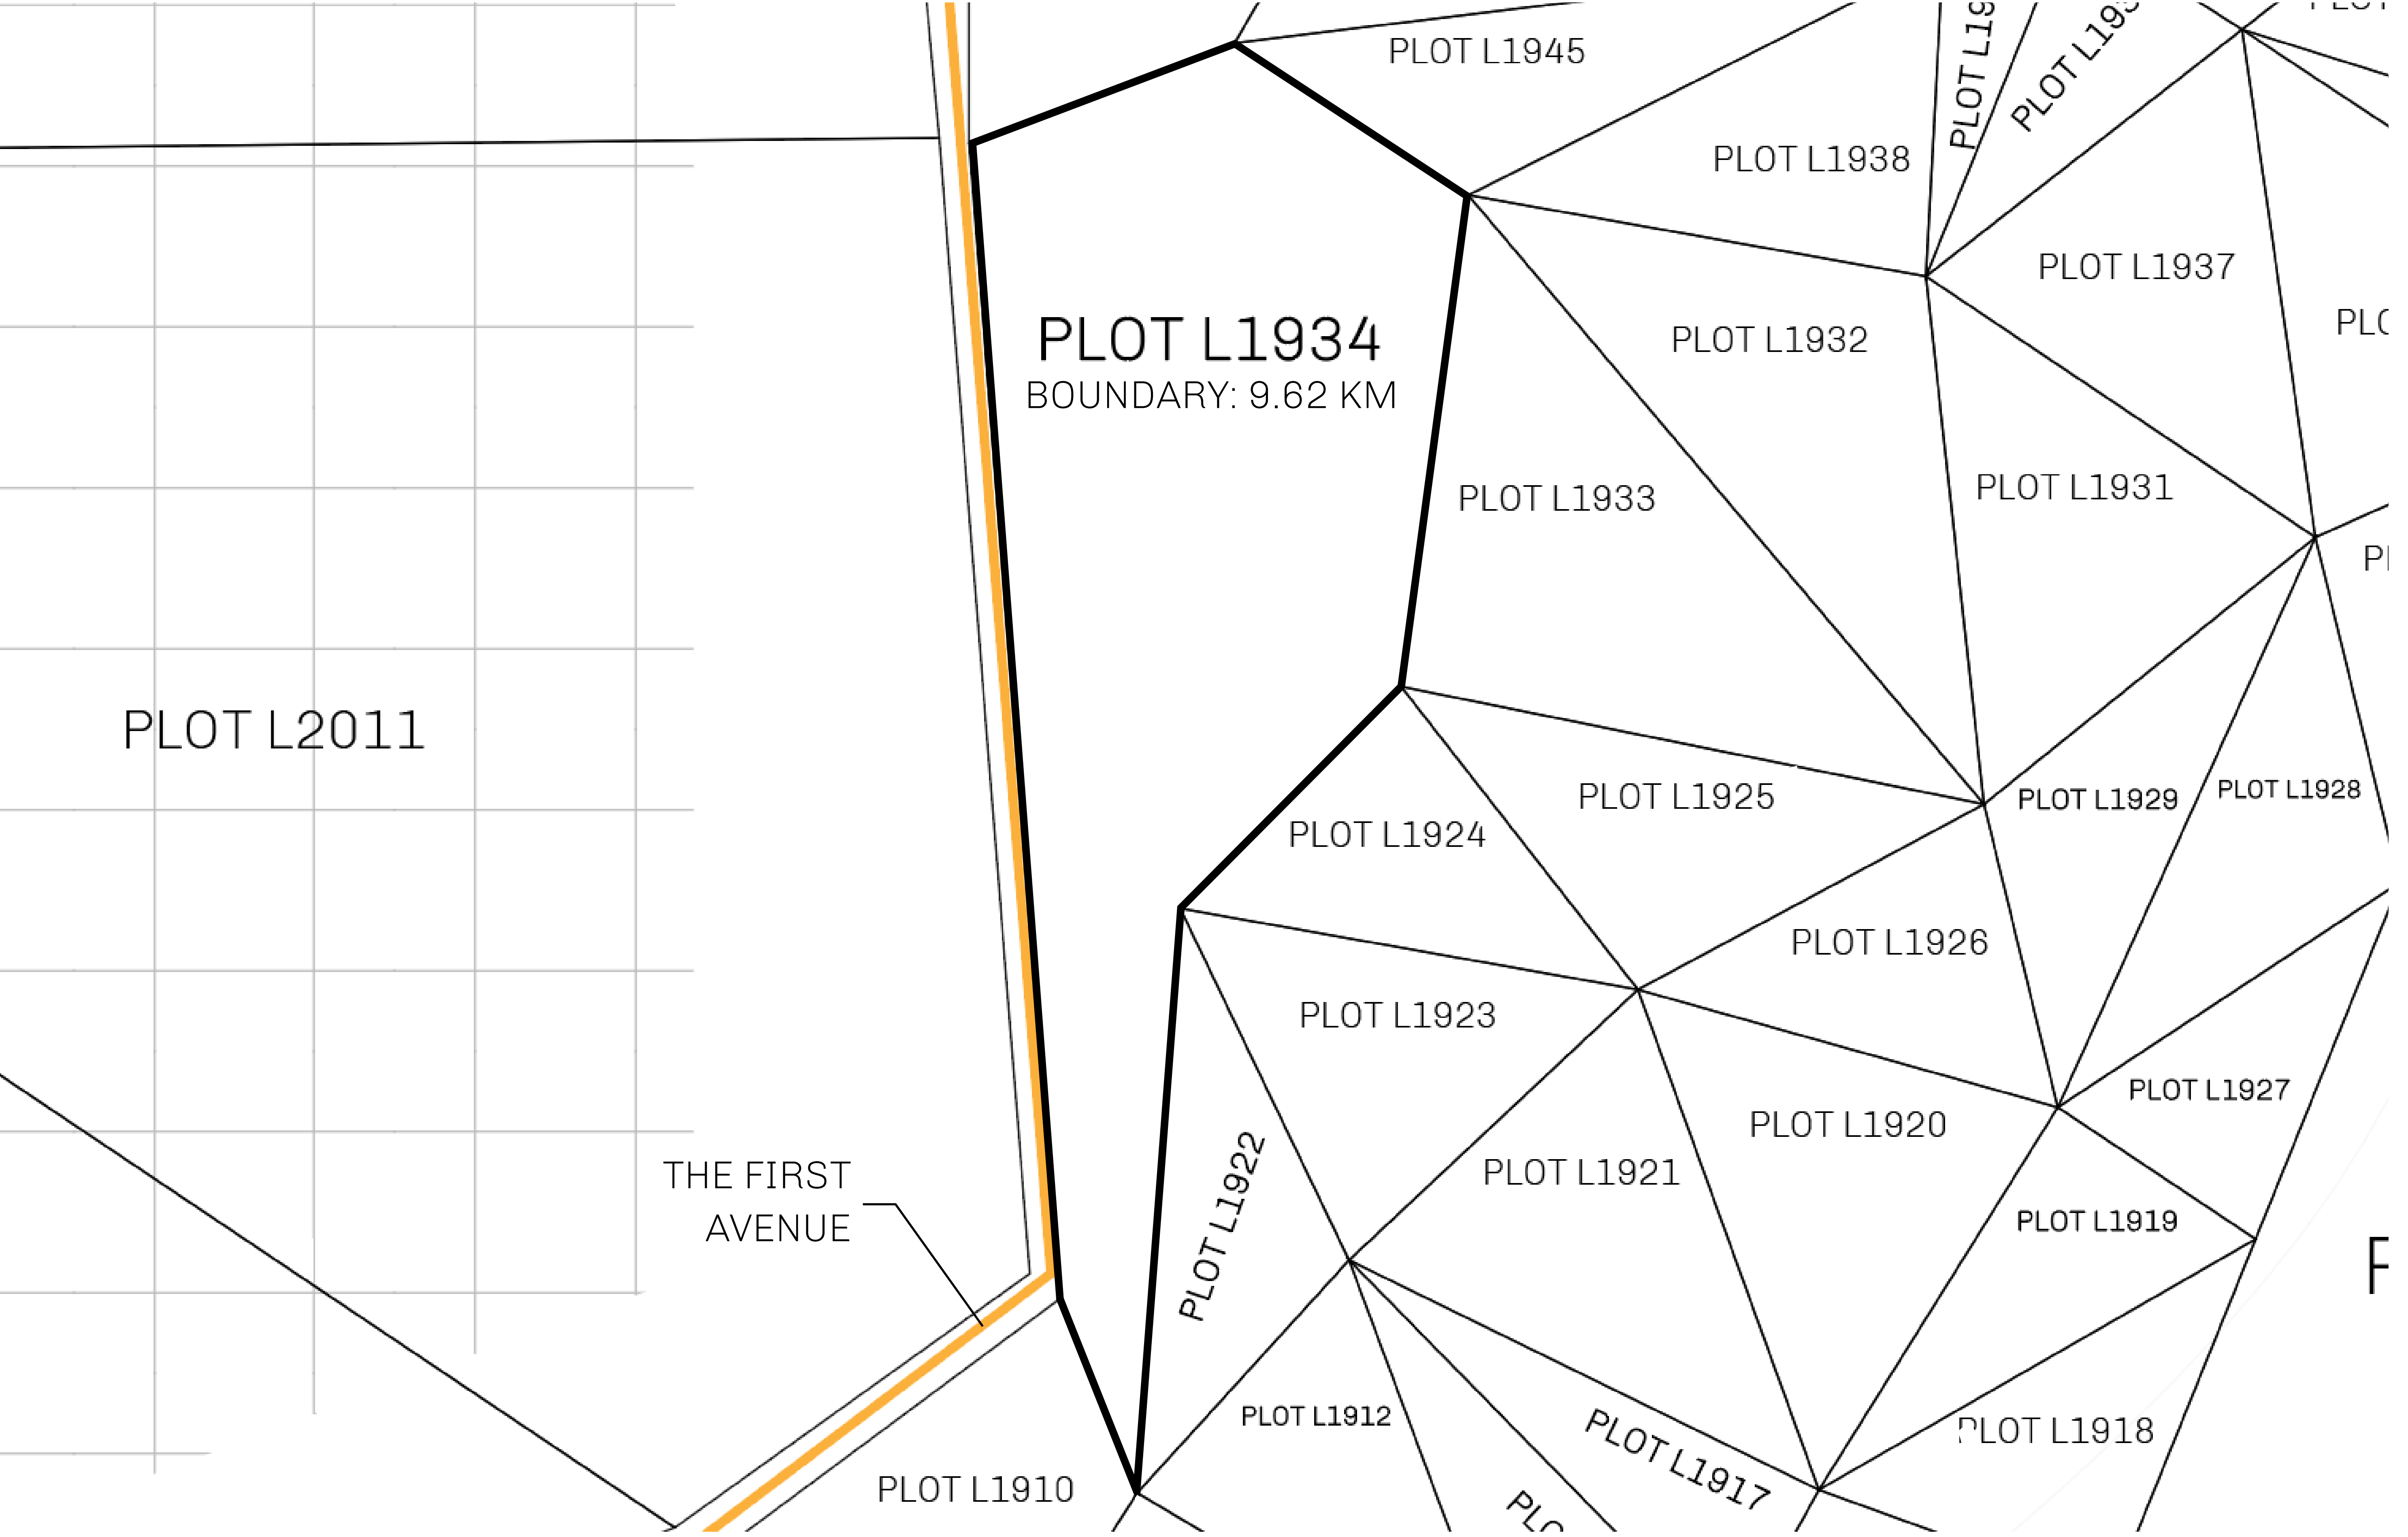 PLOT L1945
PLOT L1938
PLOT L1937
PLOT L1934
BOUNDARY: 9.62 KM
PLOT L1932
PLOT L1933
PLOT L1931
PLOT L2011
PLOT L1925
PLOT L1929
PLOT L1928
PLOT L1924
PLOT L1926
PLOT L1923
PLOT L1927
PLOT L1920
PLOT L1922
PLOT L1921
THE FIRST
AVENUE
PLOT L1919
PLOT L1912
PLOT L1918
PLOT L1917
PLOT L1910